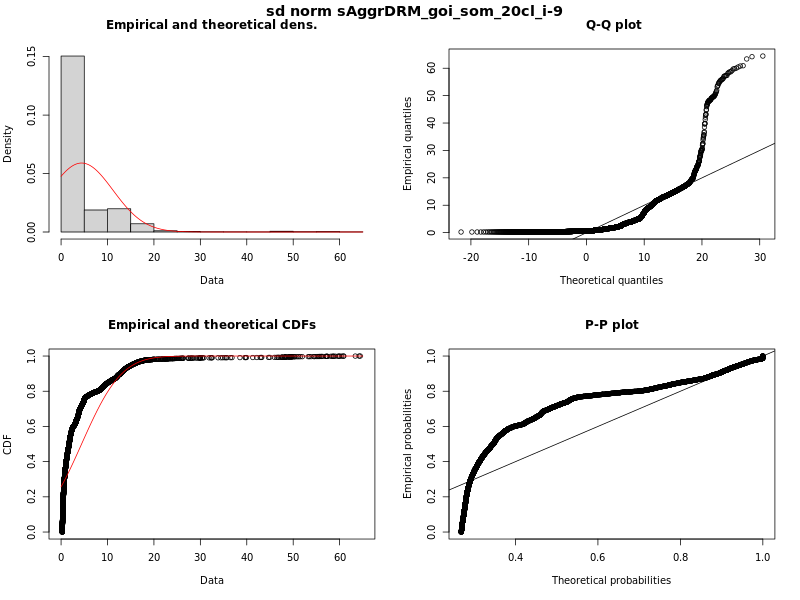 sd norm sAggrDRM_goi_som_20cl_i-9
Empirical and theoretical dens.
Density
0.00 0.05 0.10 0.15
0 10 20 30 40 50 60
Data
Q-Q plot
Empirical quantiles
0 10 20 30 40 50 60
-20 -10 0 10 20 30
Theoretical quantiles
Empirical and theoretical CDFs
CDF
0.0 0.2 0.4 0.6 0.8 1.0
0 10 20 30 40 50 60
Data
P-P plot
Empirical probabilities
0.0 0.2 0.4 0.6 0.8 1.0
0.4 0.6 0.8 1.0
Theoretical probabilities